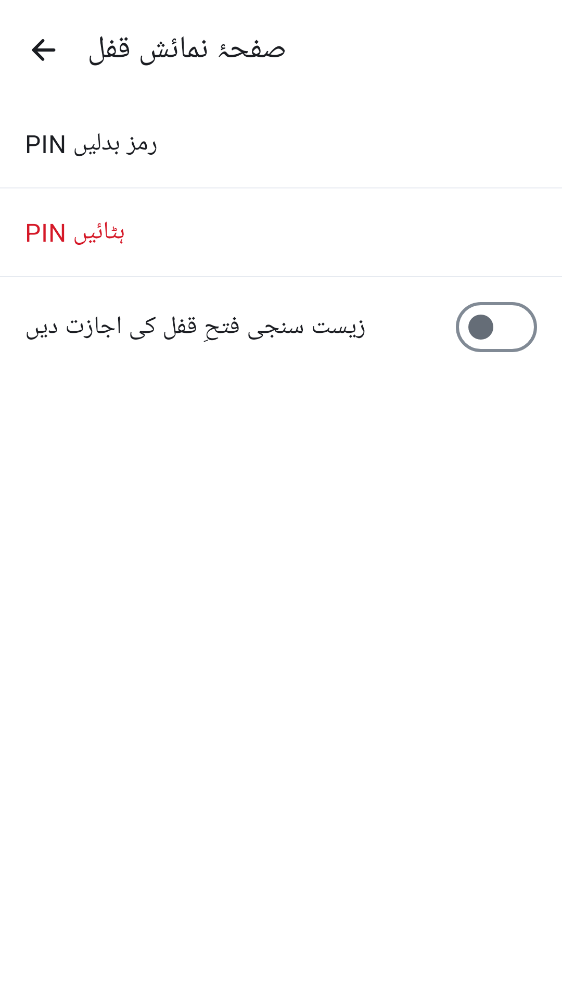 صفحۂ نمائش قفل
PIN رمز بدلیں
PIN ہٹائیں
زیست سنجی فتحِ قفل کی اجازت دیں